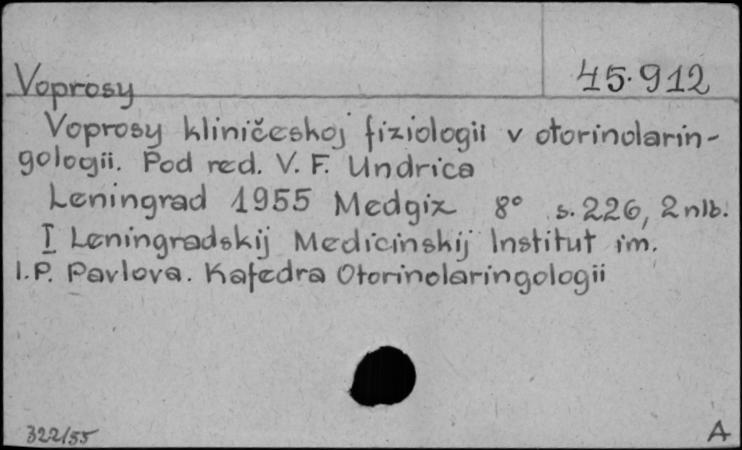 Voprosy 45.912
Voprosy kliničeskoj fiziologii v otorinolarin-
gologii. Pod red. V. F. Undrica
Leningrad 1955 Medgiz 8° s. 226, 2 nlb.
I Leningradskij Medicinskij Institut im.
I. P. Pavlova. Kafedra Otorinolaringologii
322/55 A